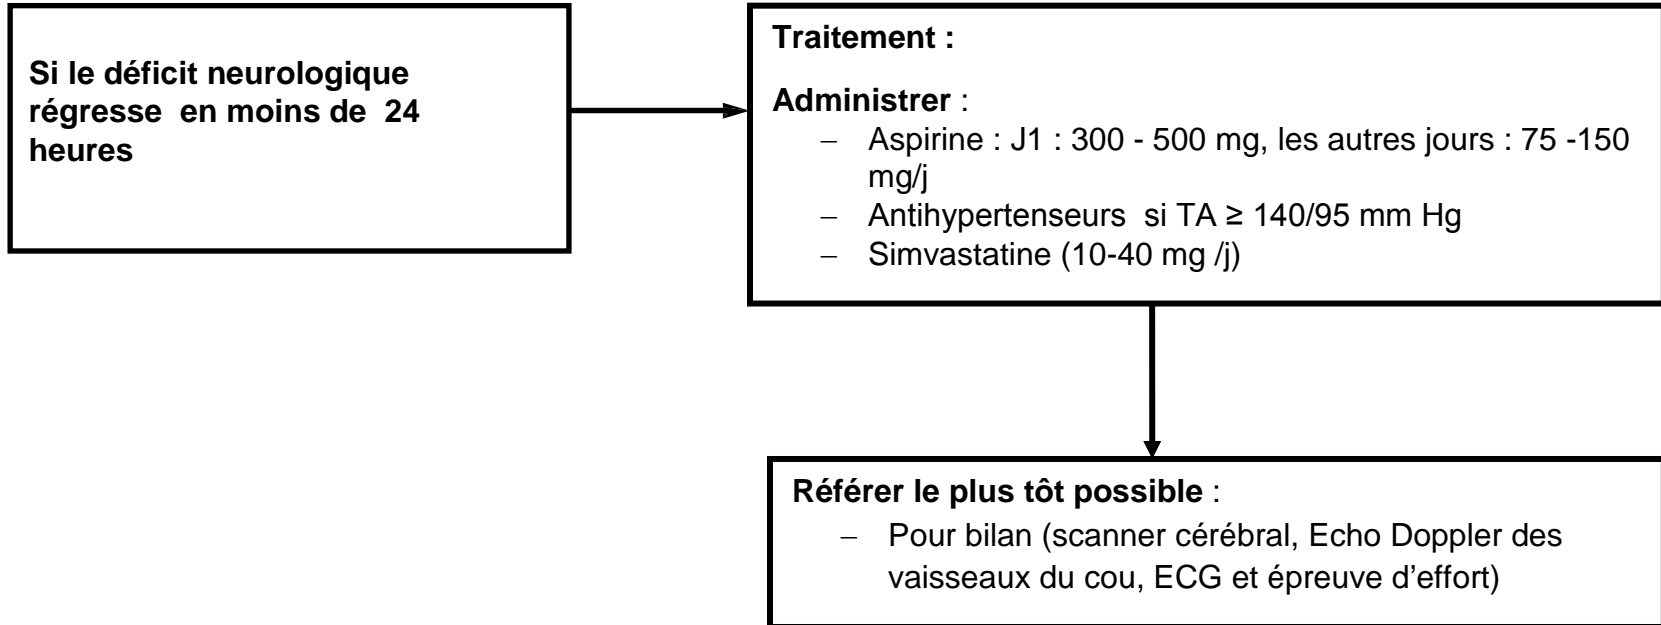 Si le déficit neurologique
régresse en moins de 24
heures
Traitement :
Administrer :
– Aspirine : J1 : 300 - 500 mg, les autres jours : 75 -150
mg/j
– Antihypertenseurs si TA ≥ 140/95 mm Hg
– Simvastatine (10-40 mg /j)
Référer le plus tôt possible :
– Pour bilan (scanner cérébral, Echo Doppler des
vaisseaux du cou, ECG et épreuve d’effort)